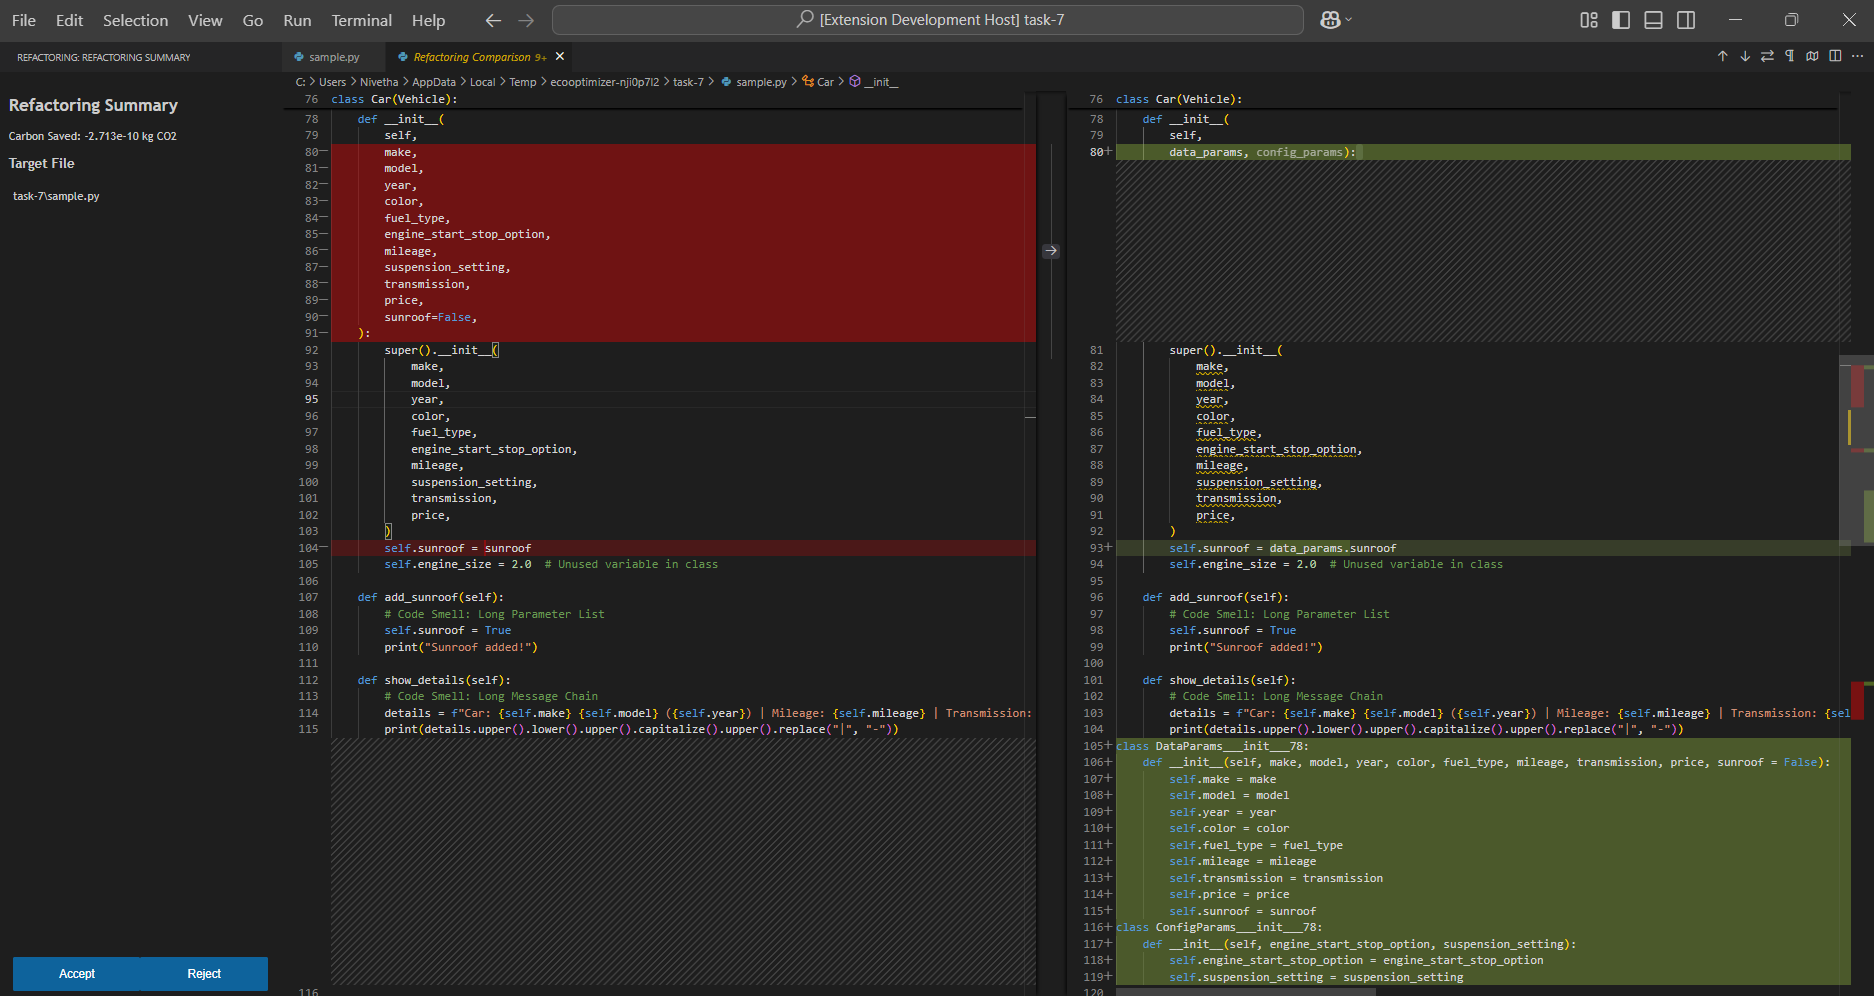 File Edit Selection View Go Run Terminal Help
[Extension Development Host] task-7
REFACTORING: REFACTORING SUMMARY
sample.py
Refactoring Comparison 9+
Refactoring Summary
Carbon Saved: -2.713e-10 kg CO2
Target File
task-7\sample.py
Accept
Reject
C: > Users > Nivetha > AppData > Local > Temp > ecooptimizer-nji0p7l2 > task-7 > sample.py > Car > __init__
76 class Car(Vehicle):
78 def __init__(
79 self,
80− make,
81− model,
82− year,
83− color,
84− fuel_type,
85− engine_start_stop_option,
86− mileage,
87− suspension_setting,
88− transmission,
89− price,
90− sunroof=False,
91− ):
92 super().__init__(
93 make,
94 model,
95 year,
96 color,
97 fuel_type,
98 engine_start_stop_option,
99 mileage,
100 suspension_setting,
101 transmission,
102 price,
103 )
104− self.sunroof = sunroof
105 self.engine_size = 2.0  # Unused variable in class
106
107 def add_sunroof(self):
108 # Code Smell: Long Parameter List
109 self.sunroof = True
110 print("Sunroof added!")
111
112 def show_details(self):
113 # Code Smell: Long Message Chain
114 details = f"Car: {self.make} {self.model} ({self.year}) | Mileage: {self.mileage} | Transmission:
115 print(details.upper().lower().upper().capitalize().upper().replace("|", "-"))
116
76 class Car(Vehicle):
78 def __init__(
79 self,
80+ data_params, config_params):
81 super().__init__(
82 make,
83 model,
84 year,
85 color,
86 fuel_type,
87 engine_start_stop_option,
88 mileage,
89 suspension_setting,
90 transmission,
91 price,
92 )
93+ self.sunroof = data_params.sunroof
94 self.engine_size = 2.0  # Unused variable in class
95
96 def add_sunroof(self):
97 # Code Smell: Long Parameter List
98 self.sunroof = True
99 print("Sunroof added!")
100
101 def show_details(self):
102 # Code Smell: Long Message Chain
103 details = f"Car: {self.make} {self.model} ({self.year}) | Mileage: {self.mileage} | Transmission: {sel
104 print(details.upper().lower().upper().capitalize().upper().replace("|", "-"))
105+ class DataParams___init___78:
106+ def __init__(self, make, model, year, color, fuel_type, mileage, transmission, price, sunroof = False):
107+ self.make = make
108+ self.model = model
109+ self.year = year
110+ self.color = color
111+ self.fuel_type = fuel_type
112+ self.mileage = mileage
113+ self.transmission = transmission
114+ self.price = price
115+ self.sunroof = sunroof
116+ class ConfigParams___init___78:
117+ def __init__(self, engine_start_stop_option, suspension_setting):
118+ self.engine_start_stop_option = engine_start_stop_option
119+ self.suspension_setting = suspension_setting
120